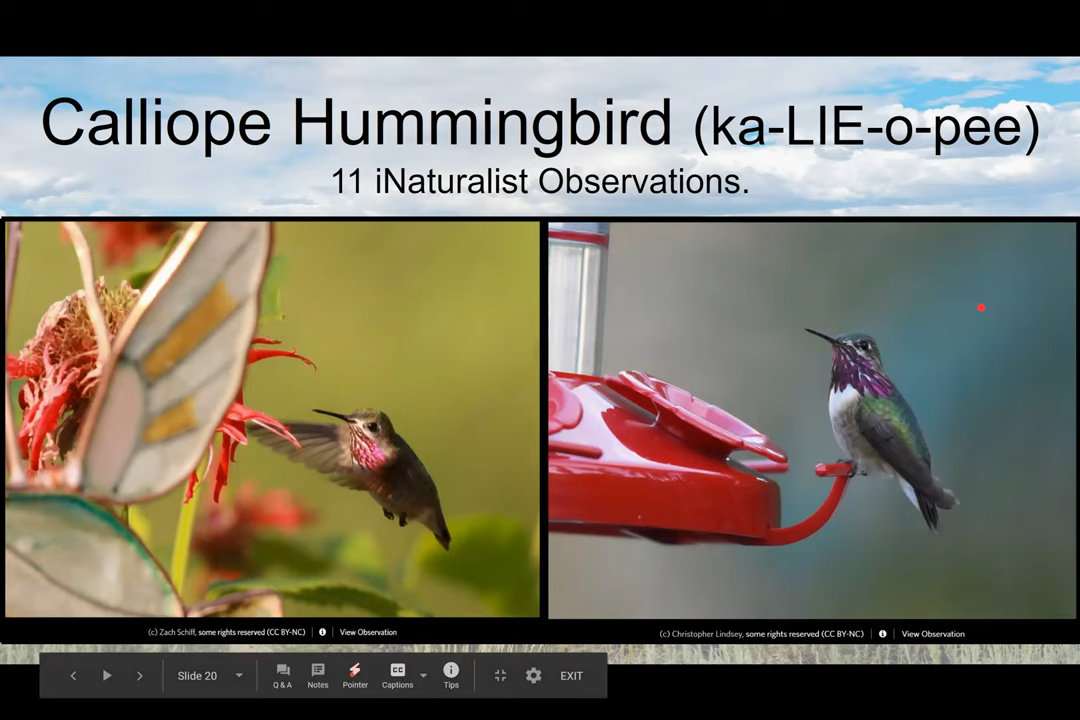 Calliope Hummingbird (ka-LIE-o-pee)
11 iNaturalist Observations.
(c) Zach Schiff, some rights reserved (CC BY-NC) | View Observation
(c) Christopher Lindsey, some rights reserved (CC BY-NC) | View Observation
Slide 20
Q & A
Notes
Pointer
CC
Captions
Tips
EXIT